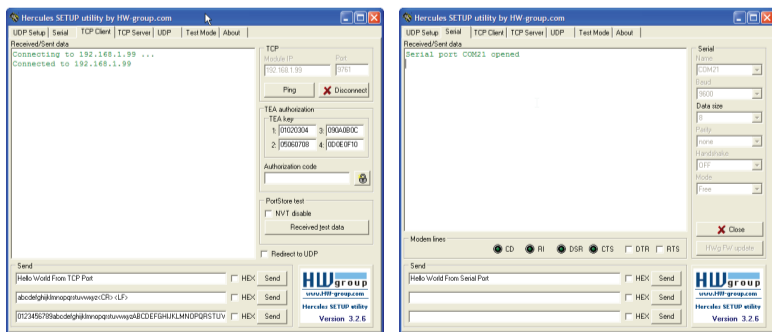 Hercules SETUP utility by HW-group.com
UDP Setup Serial TCP Client TCP Server UDP Test Mode About
Received/Sent data
Connecting to 192.168.1.99 ...
Connected to 192.168.1.99
TCP
Module IP Port
192.168.1.99 9761
Ping Disconnect
TEA authorization
TEA key
1: 01020304 3: 090A0B0C
2: 05060708 4: 0D0E0F10
Authorization code
PortStore test
NVT disable
Received test data
Redirect to UDP
Send
Hello World From TCP Port HEX Send
abcdefghijklmnopqrstuvwxyz<CR><LF> HEX Send
0123456789abcdefghijklmnopqrstuvwxyzABCDEFGHIJKLMNOPQRSTUV HEX Send
HWgroup
www.HW-group.com
Hercules SETUP utility
Version 3.2.6
Hercules SETUP utility by HW-group.com
UDP Setup Serial TCP Client TCP Server UDP Test Mode About
Received/Sent data
Serial port COM21 opened
Serial
Name
COM21
Baud
9600
Data size
8
Parity
none
Handshake
OFF
Mode
Free
Close
HWg FW update
Modem lines
CD RI DSR CTS DTR RTS
Send
Hello World From Serial Port HEX Send
HEX Send
HEX Send
HWgroup
www.HW-group.com
Hercules SETUP utility
Version 3.2.6